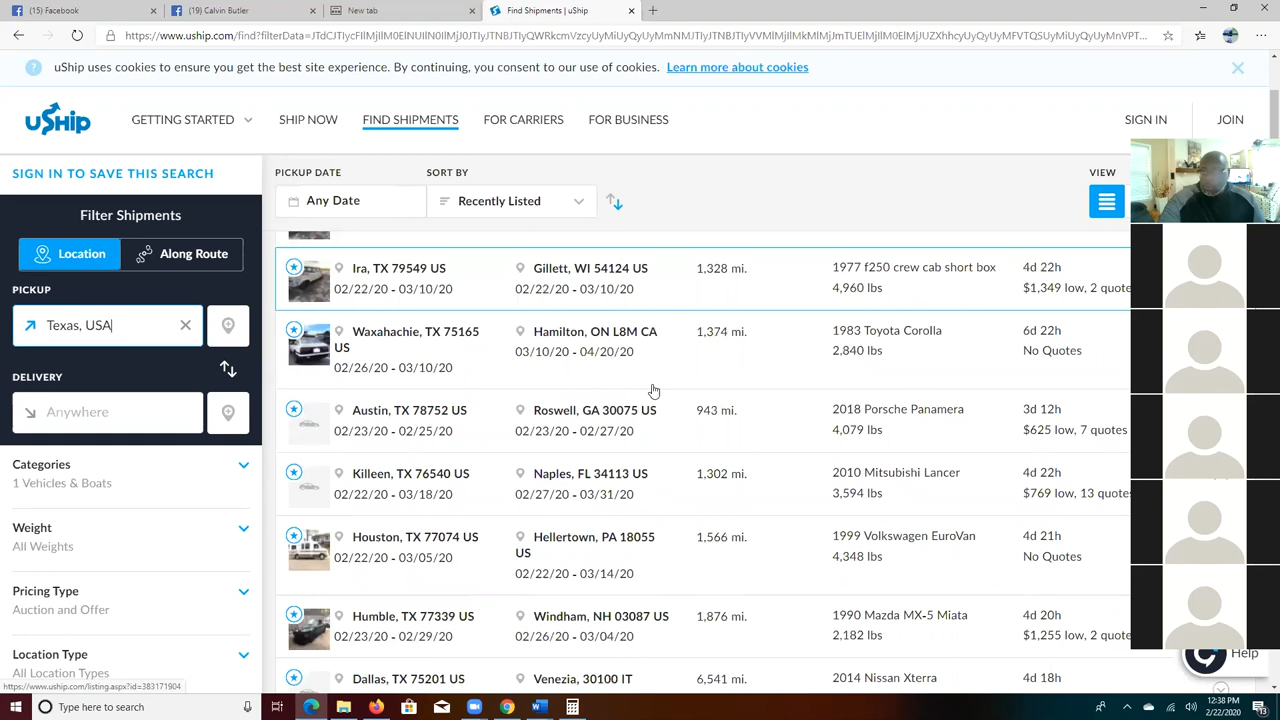 (15) Facebook
(19) Calvin Butler
New tab
Find Shipments | uShip
uShip uses cookies to ensure you get the best site experience. By continuing, you consent to our use of cookies. Learn more about cookies
uShip
GETTING STARTED
SHIP NOW
FIND SHIPMENTS
FOR CARRIERS
FOR BUSINESS
SIGN IN
JOIN
SIGN IN TO SAVE THIS SEARCH
PICKUP DATE
SORT BY
VIEW
Any Date
Recently Listed
Filter Shipments
Location
Along Route
PICKUP
Texas, USA
DELIVERY
Anywhere
Categories
1 Vehicles & Boats
Weight
All Weights
Pricing Type
Auction and Offer
Location Type
All Location Types
Ira, TX 79549 US
Gillett, WI 54124 US
1,328 mi.
1977 f250 crew cab short box
4d 22h
02/22/20 - 03/10/20
02/22/20 - 03/10/20
4,960 lbs
$1,349 low, 2 quote
Waxahachie, TX 75165
US
Hamilton, ON L8M CA
1,374 mi.
1983 Toyota Corolla
6d 22h
02/26/20 - 03/10/20
03/10/20 - 04/20/20
2,840 lbs
No Quotes
Austin, TX 78752 US
Roswell, GA 30075 US
943 mi.
2018 Porsche Panamera
3d 12h
02/23/20 - 02/25/20
02/23/20 - 02/27/20
4,079 lbs
$625 low, 7 quotes
Killeen, TX 76540 US
Naples, FL 34113 US
1,302 mi.
2010 Mitsubishi Lancer
4d 22h
02/22/20 - 03/18/20
02/27/20 - 03/31/20
3,594 lbs
$769 low, 13 quotes
Houston, TX 77074 US
Hellertown, PA 18055
US
1,566 mi.
1999 Volkswagen EuroVan
4d 21h
02/22/20 - 03/05/20
02/22/20 - 03/14/20
4,348 lbs
No Quotes
Humble, TX 77339 US
Windham, NH 03087 US
1,876 mi.
1990 Mazda MX-5 Miata
4d 20h
02/23/20 - 02/29/20
02/26/20 - 03/04/20
2,182 lbs
$1,255 low, 2 quote
Dallas, TX 75201 US
Venezia, 30100 IT
6,541 mi.
2014 Nissan Xterra
4d 18h
Help
https://www.uship.com/listing.aspx?id=383171904
Type here to search
12:38 PM
2/22/2020
13